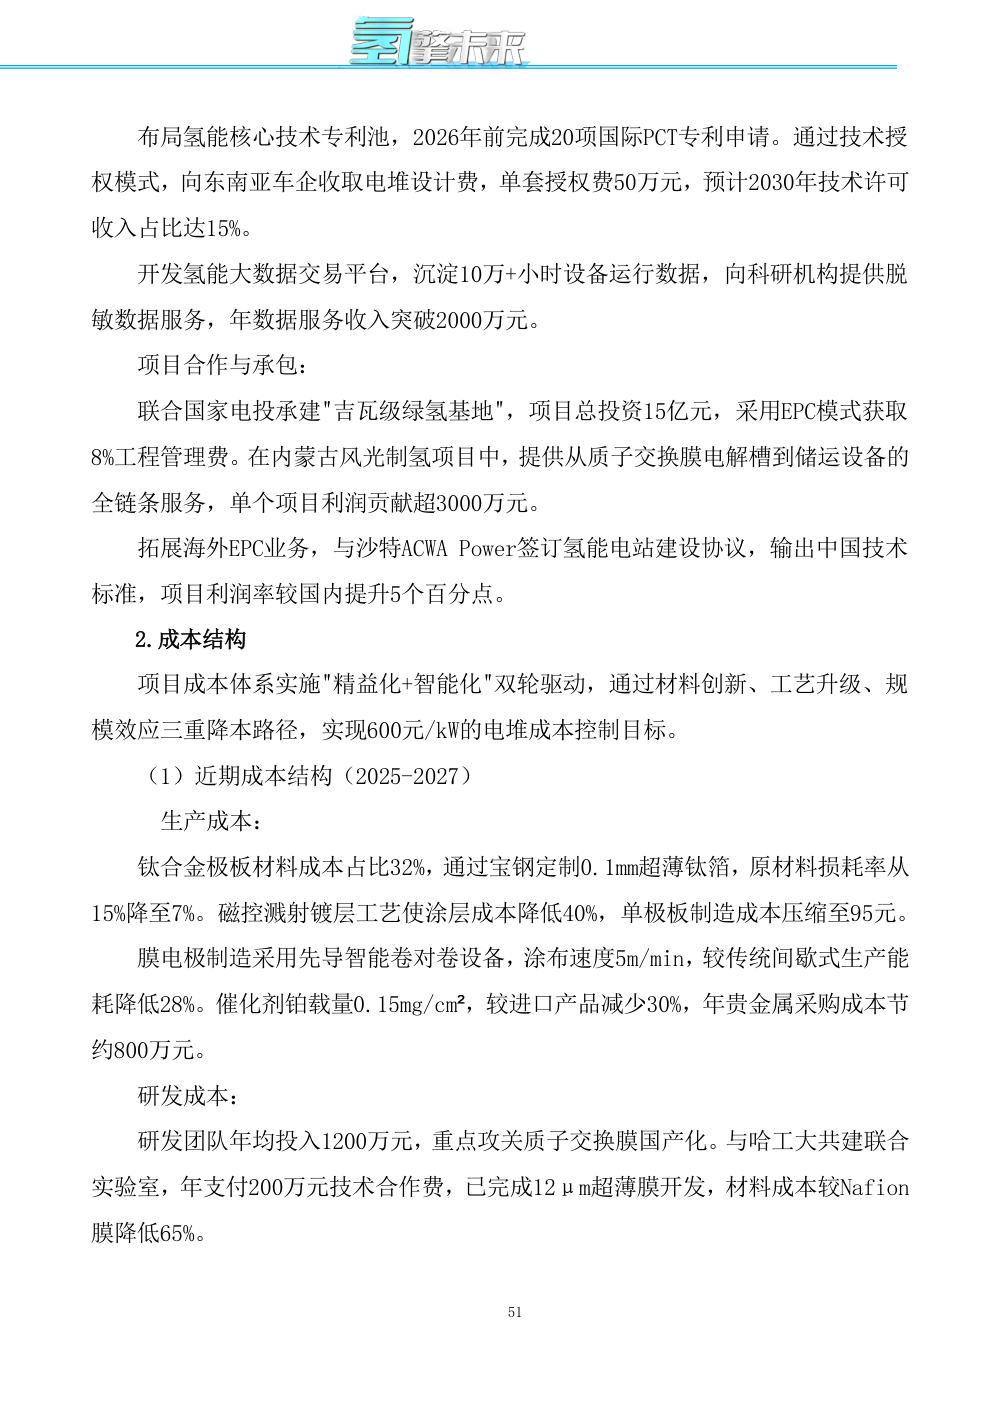 氢擎未来
布局氢能核心技术专利池，2026年前完成20项国际PCT专利申请。通过技术授
权模式，向东南亚车企收取电堆设计费，单套授权费50万元，预计2030年技术许可
收入占比达15%。
开发氢能大数据交易平台，沉淀10万+小时设备运行数据，向科研机构提供脱
敏数据服务，年数据服务收入突破2000万元。
项目合作与承包：
联合国家电投承建"吉瓦级绿氢基地"，项目总投资15亿元，采用EPC模式获取
8%工程管理费。在内蒙古风光制氢项目中，提供从质子交换膜电解槽到储运设备的
全链条服务，单个项目利润贡献超3000万元。
拓展海外EPC业务，与沙特ACWA Power签订氢能电站建设协议，输出中国技术
标准，项目利润率较国内提升5个百分点。
2.成本结构
项目成本体系实施"精益化+智能化"双轮驱动，通过材料创新、工艺升级、规
模效应三重降本路径，实现600元/kW的电堆成本控制目标。
（1）近期成本结构（2025-2027）
生产成本：
钛合金极板材料成本占比32%，通过宝钢定制0.1mm超薄钛箔，原材料损耗率从
15%降至7%。磁控溅射镀层工艺使涂层成本降低40%，单极板制造成本压缩至95元。
膜电极制造采用先导智能卷对卷设备，涂布速度5m/min，较传统间歇式生产能
耗降低28%。催化剂铂载量0.15mg/cm²，较进口产品减少30%，年贵金属采购成本节
约800万元。
研发成本：
研发团队年均投入1200万元，重点攻关质子交换膜国产化。与哈工大共建联合
实验室，年支付200万元技术合作费，已完成12μm超薄膜开发，材料成本较Nafion
膜降低65%。
51